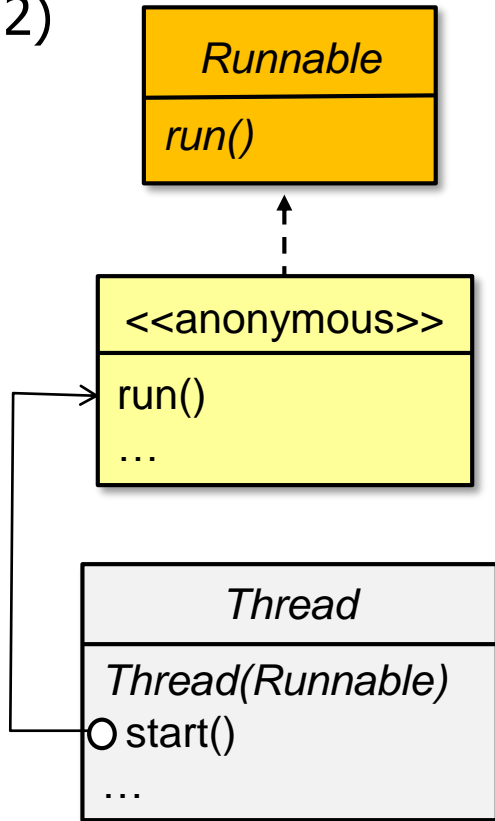 2)
Runnable
run()
<<anonymous>>
run()
…
Thread
Thread(Runnable)
start()
…